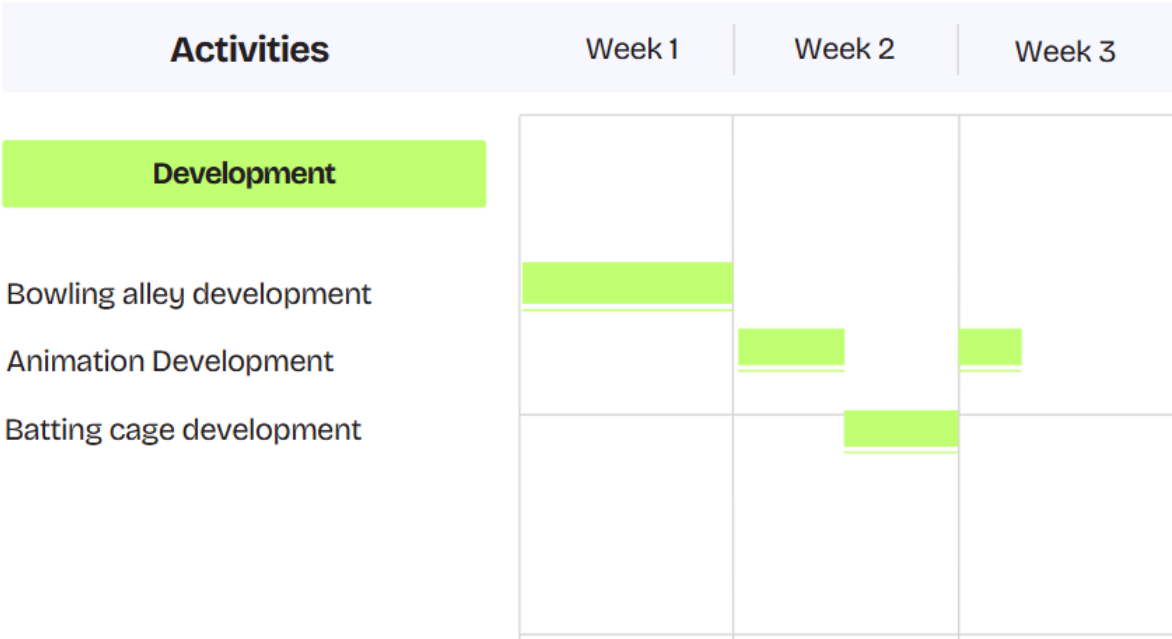 Activities
Week 1
Week 2
Week 3
Development
Bowling alley development
Animation Development
Batting cage development